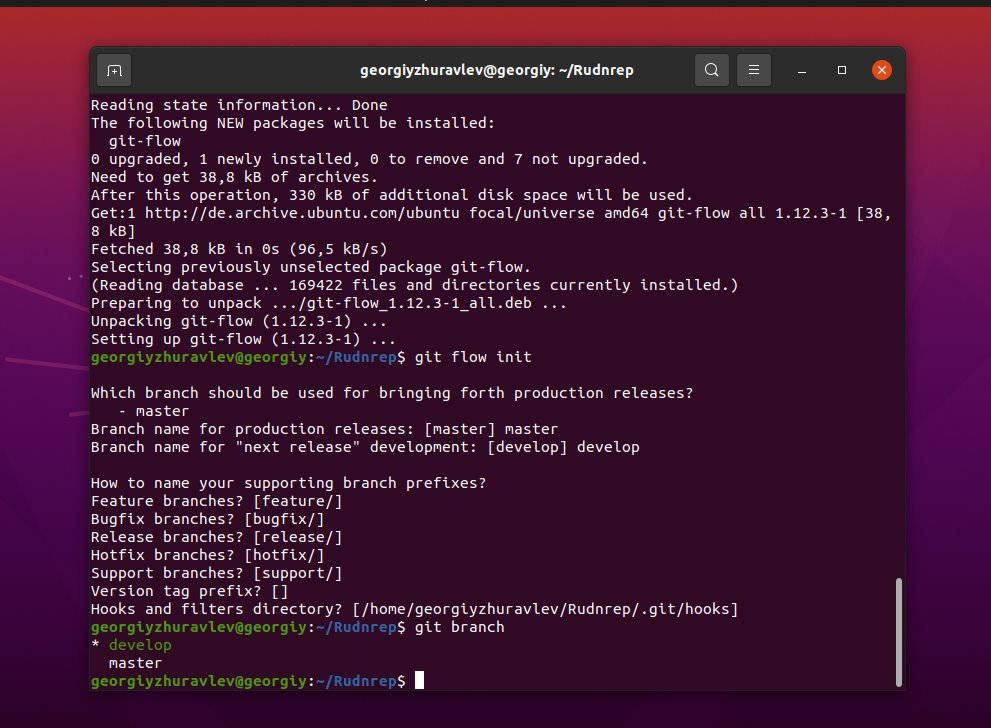 georgiyzhuravlev@georgiy: ~/Rudnrep
Reading state information... Done
The following NEW packages will be installed:
  git-flow
0 upgraded, 1 newly installed, 0 to remove and 7 not upgraded.
Need to get 38,8 kB of archives.
After this operation, 330 kB of additional disk space will be used.
Get:1 http://de.archive.ubuntu.com/ubuntu focal/universe amd64 git-flow all 1.12.3-1 [38,
8 kB]
Fetched 38,8 kB in 0s (96,5 kB/s)
Selecting previously unselected package git-flow.
(Reading database ... 169422 files and directories currently installed.)
Preparing to unpack .../git-flow_1.12.3-1_all.deb ...
Unpacking git-flow (1.12.3-1) ...
Setting up git-flow (1.12.3-1) ...
georgiyzhuravlev@georgiy:~/Rudnrep$ git flow init

Which branch should be used for bringing forth production releases?
   - master
Branch name for production releases: [master] master
Branch name for "next release" development: [develop] develop

How to name your supporting branch prefixes?
Feature branches? [feature/]
Bugfix branches? [bugfix/]
Release branches? [release/]
Hotfix branches? [hotfix/]
Support branches? [support/]
Version tag prefix? []
Hooks and filters directory? [/home/georgiyzhuravlev/Rudnrep/.git/hooks]
georgiyzhuravlev@georgiy:~/Rudnrep$ git branch
* develop
  master
georgiyzhuravlev@georgiy:~/Rudnrep$